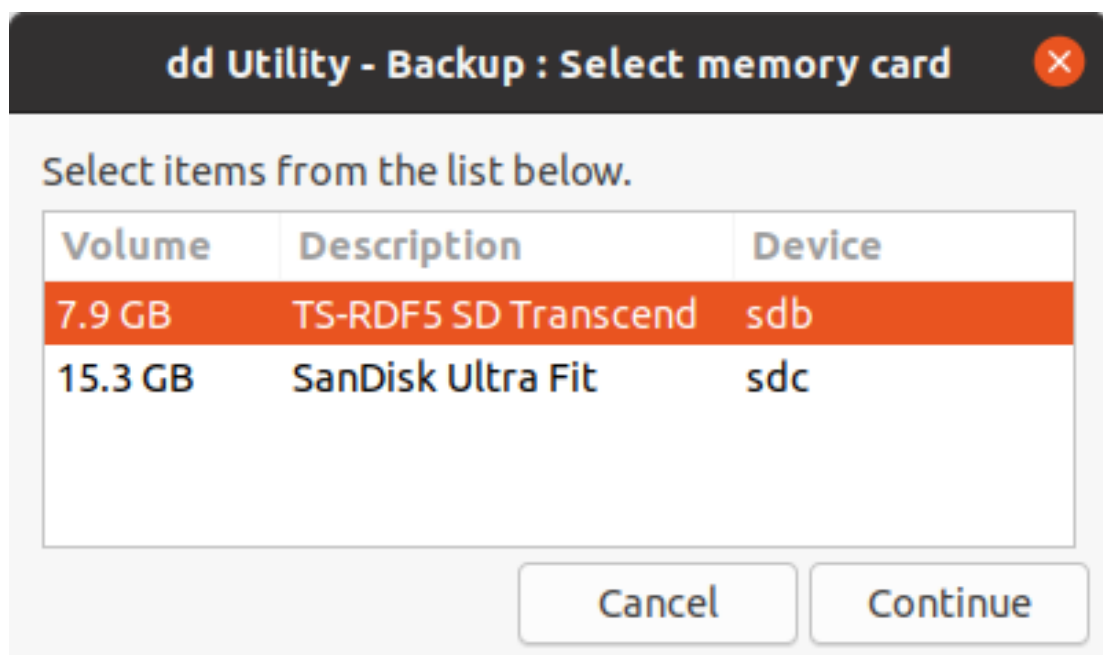 dd Utility - Backup : Select memory card
Select items from the list below.
Volume Description Device
7.9 GB TS-RDF5 SD Transcend sdb
15.3 GB SanDisk Ultra Fit sdc
Cancel Continue